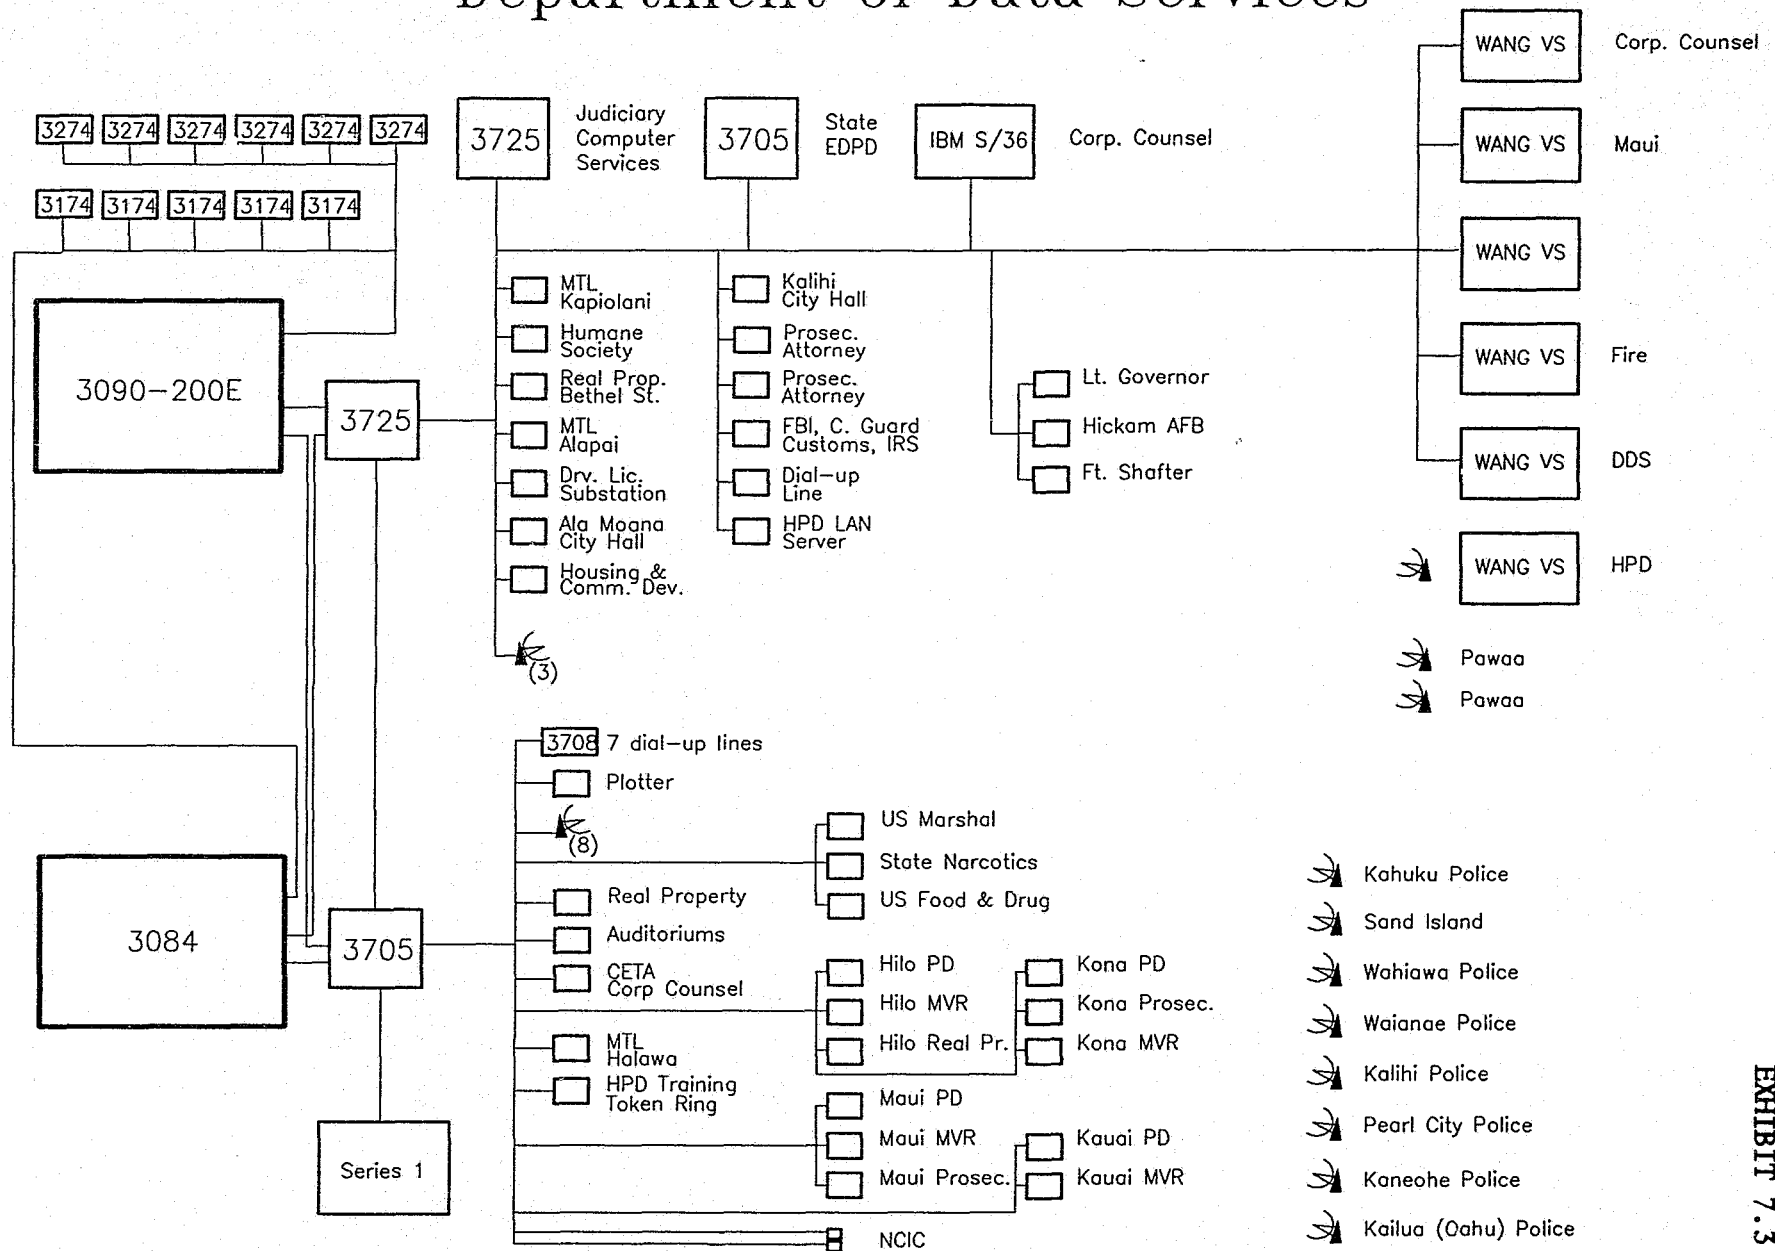 Department of Data Services
WANG VS
Corp. Counsel
3274
3274
3274
3274
3274
3274
3725
Judiciary
Computer
Services
3705
State
EDPD
IBM S/36
Corp. Counsel
WANG VS
Maui
3174
3174
3174
3174
3174
WANG VS
3090-200E
3725
MTL
Kapiolani
Humane
Society
Real Prop.
Bethel St.
MTL
Alapai
Drv. Lic.
Substation
Ala Moana
City Hall
Housing &
Comm. Dev.
(3)
Kalihi
City Hall
Prosec.
Attorney
Prosec.
Attorney
FBI, C. Guard
Customs, IRS
Dial-up
Line
HPD LAN
Server
Lt. Governor
Hickam AFB
Ft. Shafter
WANG VS
Fire
WANG VS
DDS
WANG VS
HPD
Pawaa
Pawaa
3708
7 dial-up lines
Plotter
(8)
US Marshal
State Narcotics
US Food & Drug
3084
3705
Real Property
Auditoriums
CETA
Corp Counsel
MTL
Halawa
HPD Training
Token Ring
Hilo PD
Hilo MVR
Hilo Real Pr.
Kona PD
Kona Prosec.
Kona MVR
Maui PD
Maui MVR
Maui Prosec.
Kauai PD
Kauai MVR
NCIC
Series 1
Kahuku Police
Sand Island
Wahiawa Police
Waianae Police
Kalihi Police
Pearl City Police
Kaneohe Police
Kailua (Oahu) Police
EXHIBIT 7.3